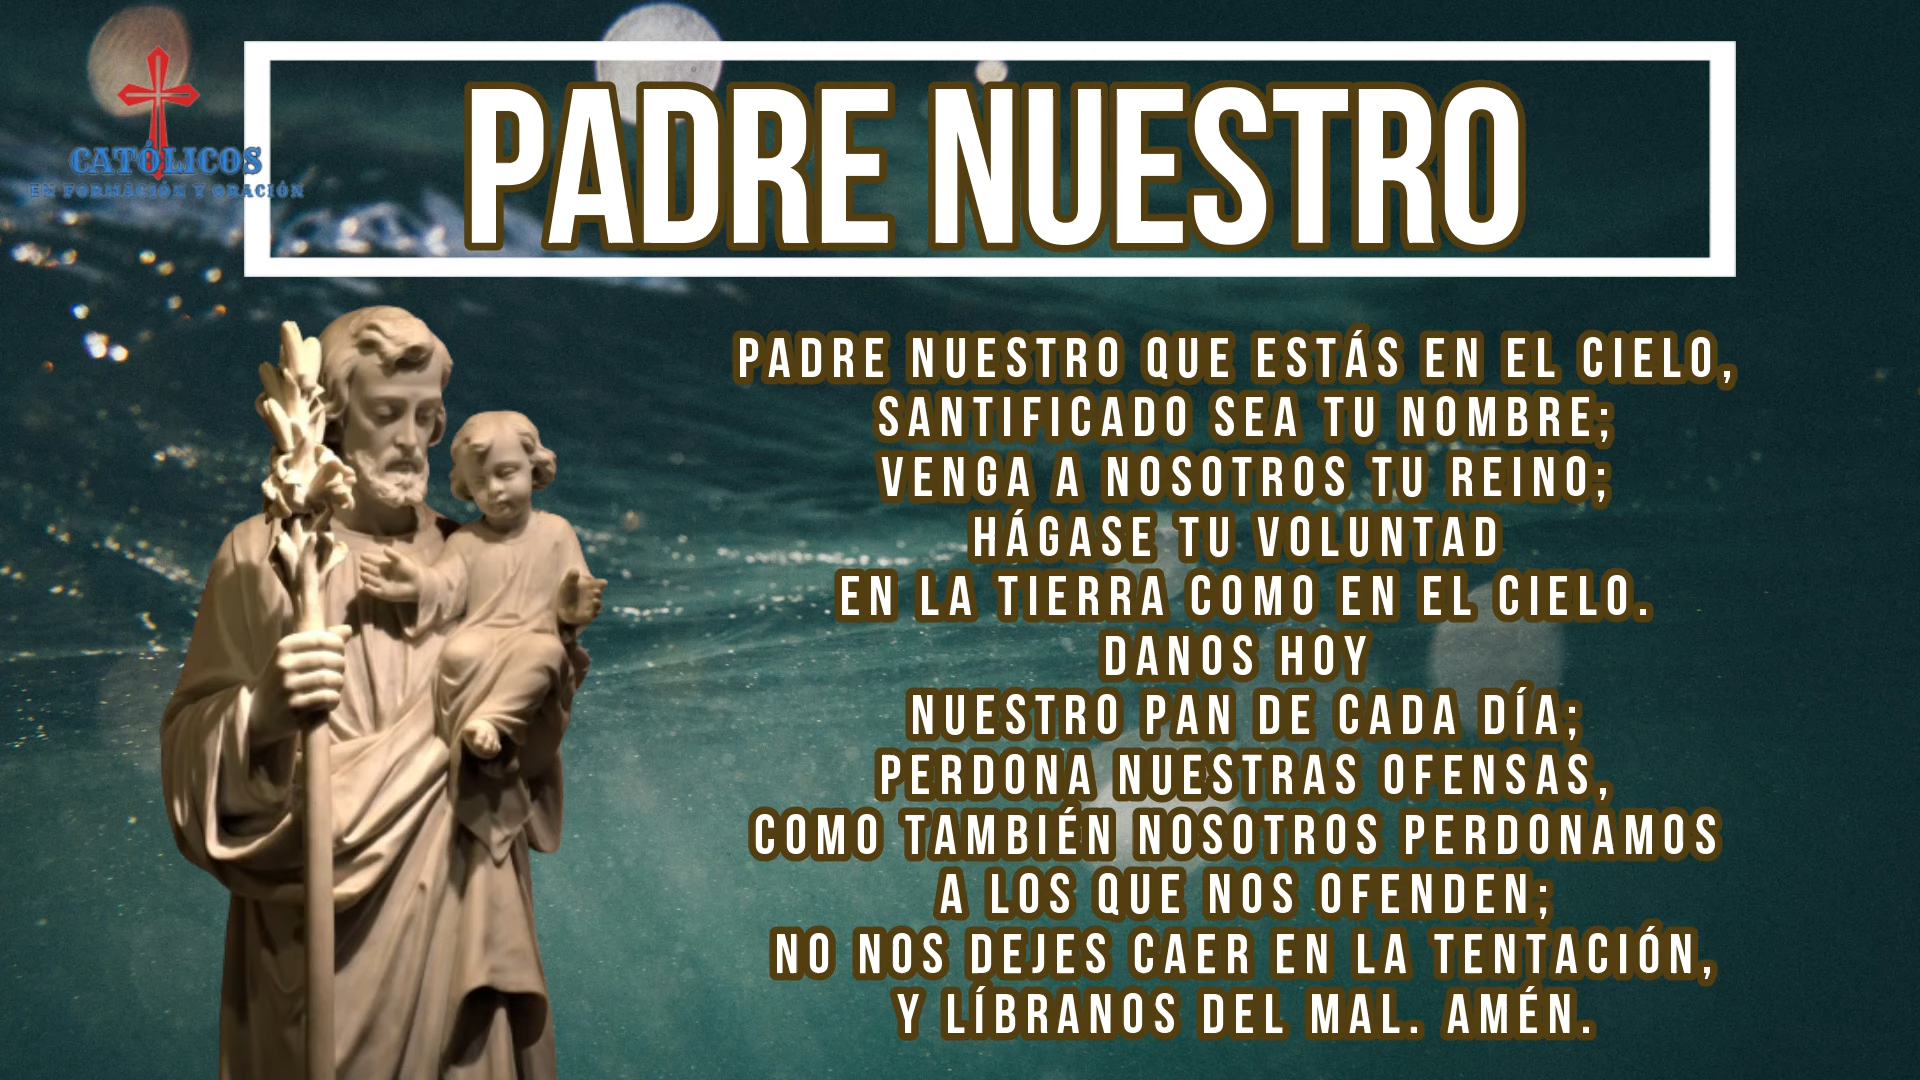 CATÓLICOS
EN FORMACIÓN Y ORACIÓN
PADRE NUESTRO
PADRE NUESTRO QUE ESTÁS EN EL CIELO,
SANTIFICADO SEA TU NOMBRE;
VENGA A NOSOTROS TU REINO;
HÁGASE TU VOLUNTAD
EN LA TIERRA COMO EN EL CIELO.
DANOS HOY
NUESTRO PAN DE CADA DÍA;
PERDONA NUESTRAS OFENSAS,
COMO TAMBIÉN NOSOTROS PERDONAMOS
A LOS QUE NOS OFENDEN;
NO NOS DEJES CAER EN LA TENTACIÓN,
Y LÍBRANOS DEL MAL. AMÉN.